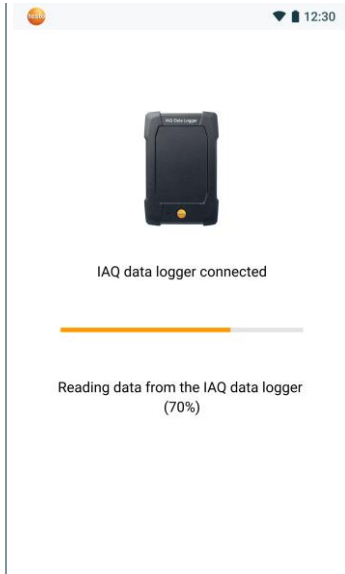 testo
12:30
IAQ Data Logger
IAQ data logger connected
Reading data from the IAQ data logger
(70%)